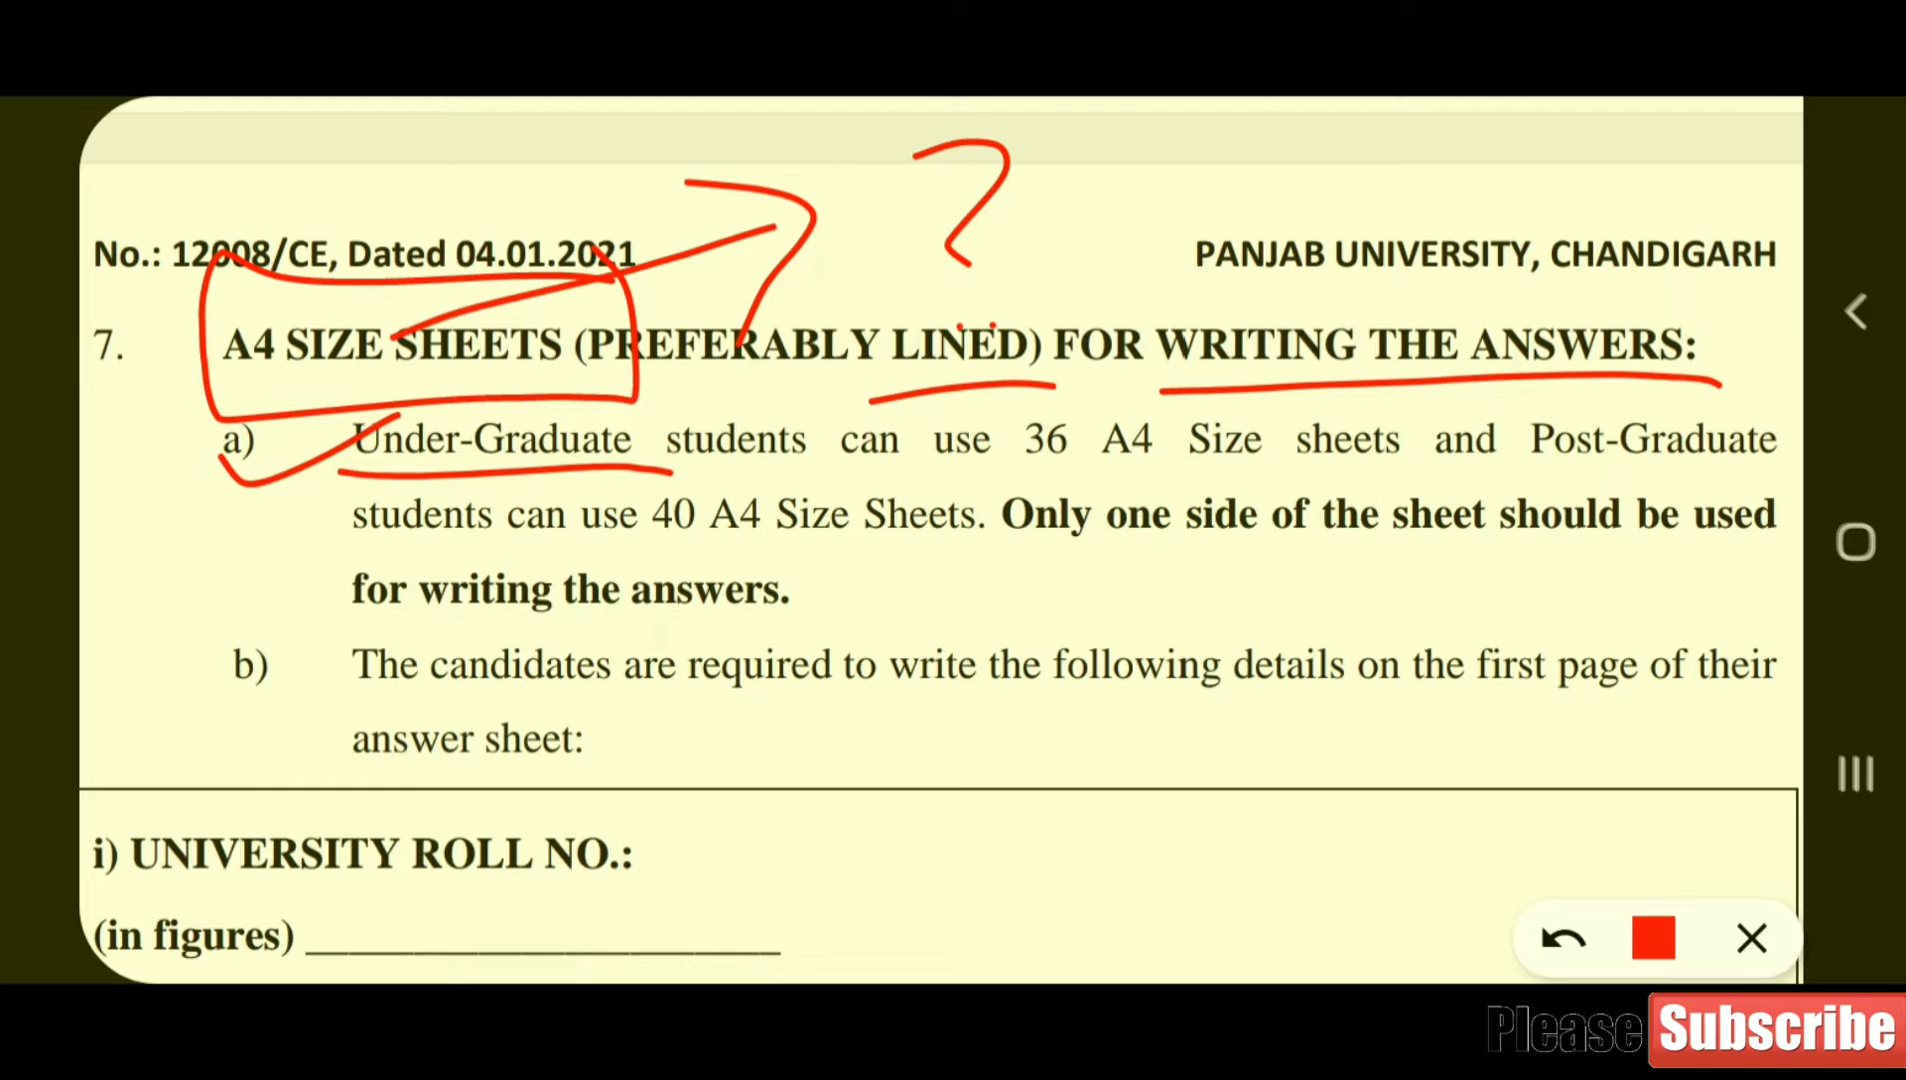 No.: 12008/CE, Dated 04.01.2021 PANJAB UNIVERSITY, CHANDIGARH
7. A4 SIZE SHEETS (PREFERABLY LINED) FOR WRITING THE ANSWERS:
a) Under-Graduate students can use 36 A4 Size sheets and Post-Graduate
students can use 40 A4 Size Sheets. Only one side of the sheet should be used
for writing the answers.
b) The candidates are required to write the following details on the first page of their
answer sheet:
i) UNIVERSITY ROLL NO.:
(in figures) ______________________
Please Subscribe